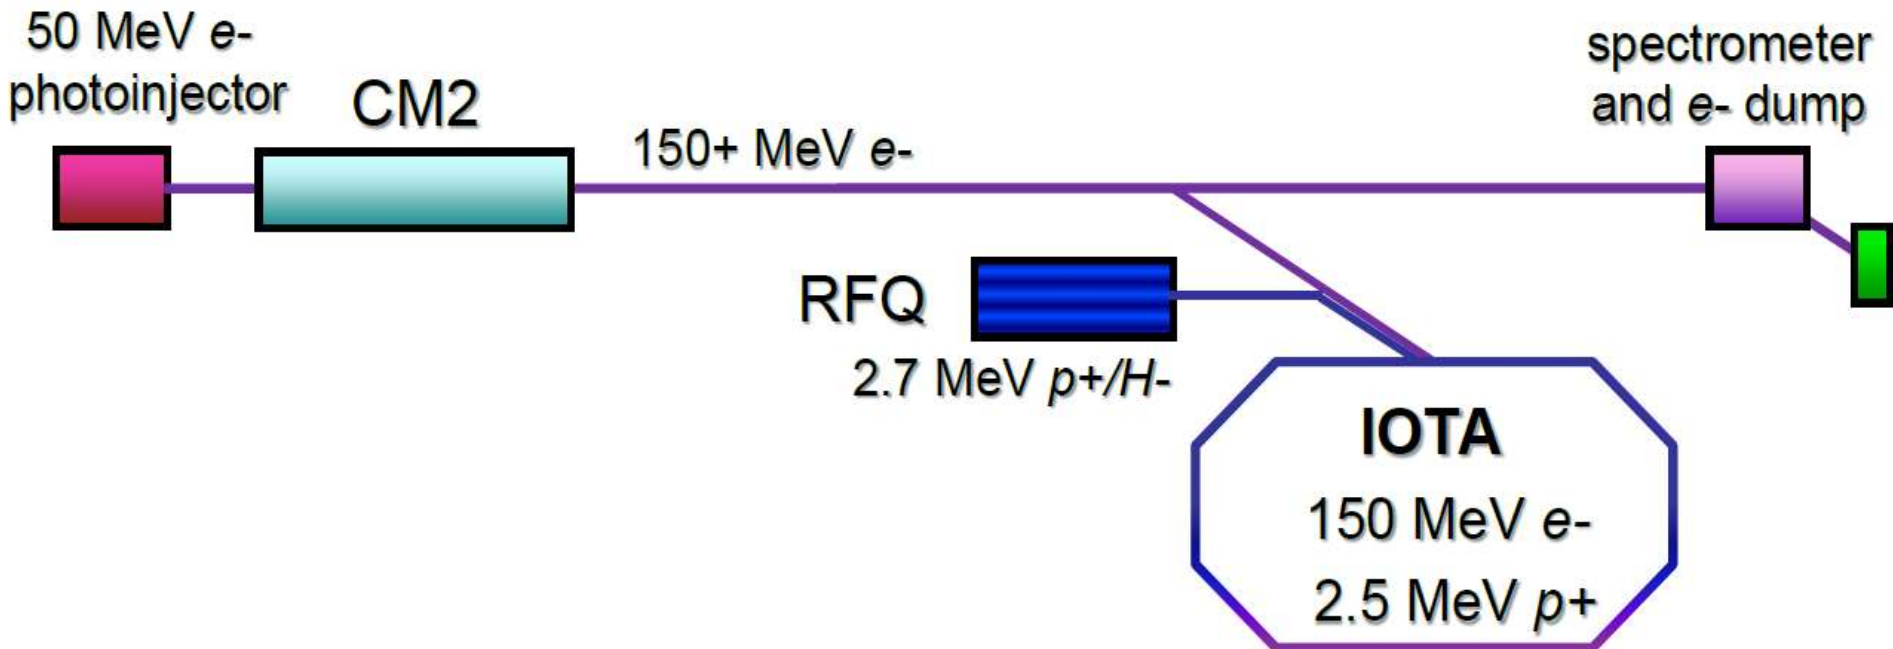 50 MeV e-
photoinjector
CM2
150+ MeV e-
spectrometer
and e- dump
RFQ
2.7 MeV p+/H-
IOTA
150 MeV e-
2.5 MeV p+